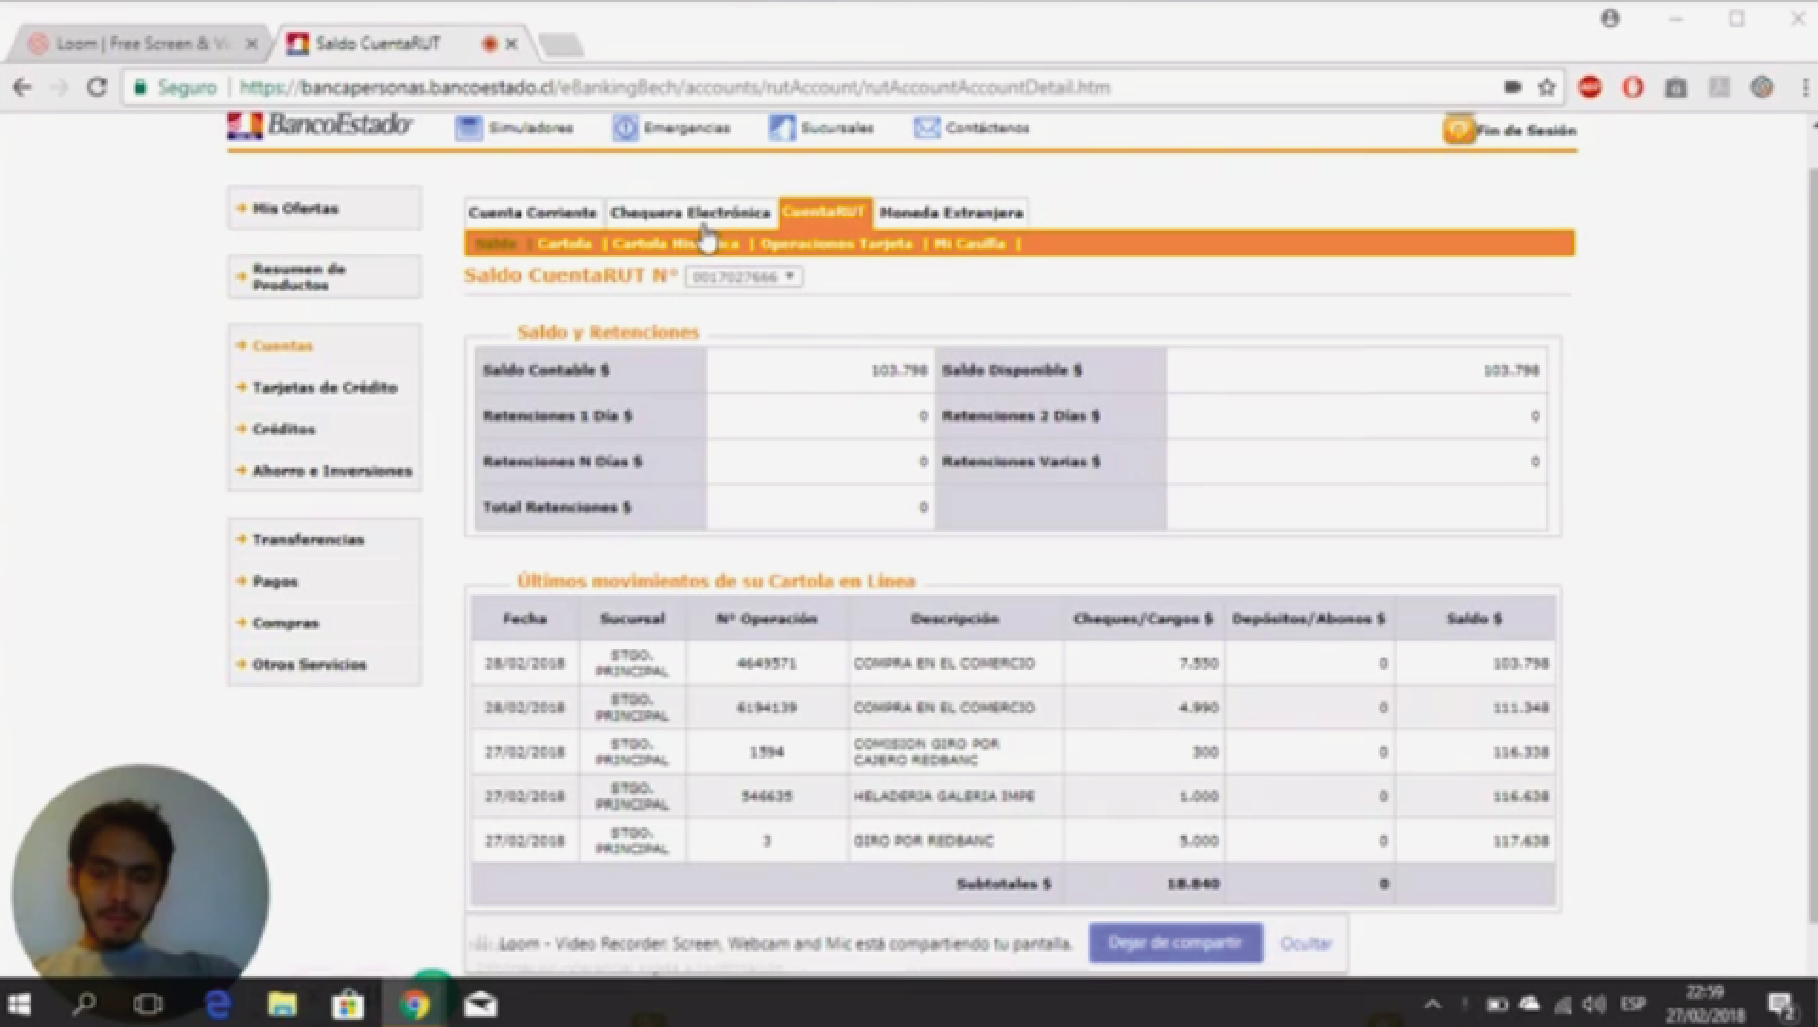 Loom | Free Screen & Vi
Saldo CuentaRUT
Seguro
https://bancapersonas.bancoestado.cl/eBankingBech/accounts/rutAccount/rutAccountAccountDetail.htm
BancoEstado
Simuladores
Emergencias
Sucursales
Contáctenos
Fin de Sesión
Mis Ofertas
Resumen de
Productos
Cuentas
Tarjetas de Crédito
Créditos
Ahorro e Inversiones
Transferencias
Pagos
Compras
Otros Servicios
Cuenta Corriente Chequera Electrónica CuentaRUT Moneda Extranjera
Saldo | Cartola | Cartola | Operaciones Tarjeta | Mi Casilla |
Saldo CuentaRUT N° 0017027666
Saldo y Retenciones
Saldo Contable $ 103.798 Saldo Disponible $ 103.798
Retenciones 1 Día $ 0 Retenciones 2 Días $ 0
Retenciones N Días $ 0 Retenciones Varias $ 0
Total Retenciones $ 0
Últimos movimientos de su Cartola en Línea
Fecha Sucursal N° Operación Descripción Cheques/Cargos $ Depósitos/Abonos $ Saldo $
28/02/2018 STGO. PRINCIPAL 4649571 COMPRA EN EL COMERCIO 7.550 0 103.798
28/02/2018 STGO. PRINCIPAL 6194139 COMPRA EN EL COMERCIO 4.990 0 111.348
27/02/2018 STGO. PRINCIPAL 1594 COMISION GIRO POR CAJERO REDBANC 300 0 116.338
27/02/2018 STGO. PRINCIPAL 546635 HELADERIA GALERIA IMPE 1.000 0 116.638
27/02/2018 STGO. PRINCIPAL 3 GIRO POR REDBANC 5.000 0 117.638
Subtotales $ 18.840 0
Loom - Video Recorder: Screen, Webcam and Mic está compartiendo tu pantalla.
Dejar de compartir
Ocultar
ESP
22:59
27/02/2018
2